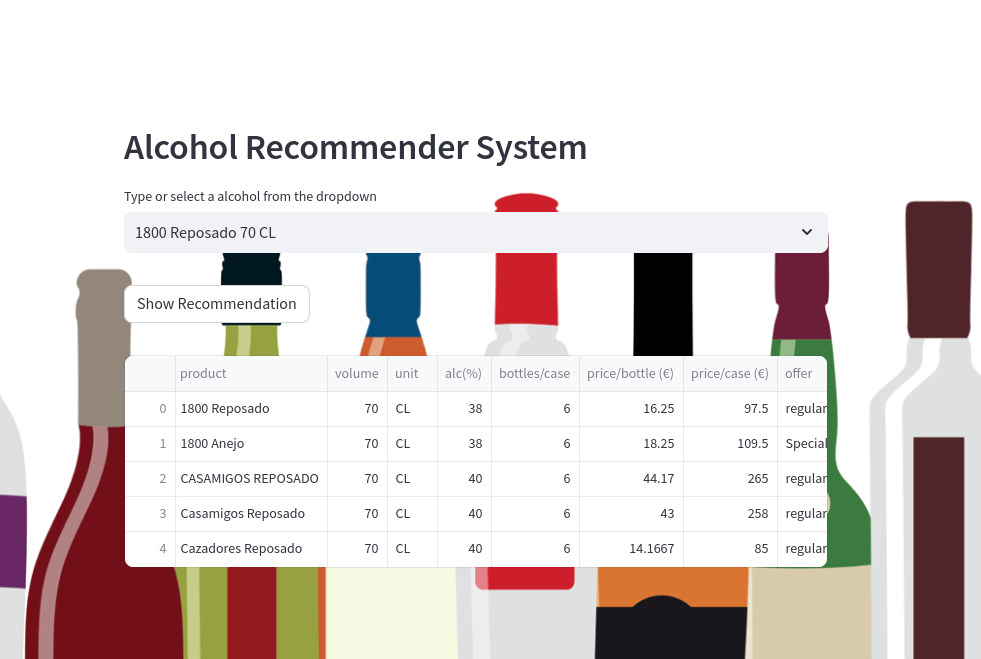 Alcohol Recommender System
Type or select a alcohol from the dropdown
1800 Reposado 70 CL
Show Recommendation
product volume unit alc(%) bottles/case price/bottle (€) price/case (€) offer
0 1800 Reposado 70 CL 38 6 16.25 97.5 regular
1 1800 Anejo 70 CL 38 6 18.25 109.5 Special
2 CASAMIGOS REPOSADO 70 CL 40 6 44.17 265 regular
3 Casamigos Reposado 70 CL 40 6 43 258 regular
4 Cazadores Reposado 70 CL 40 6 14.1667 85 regular